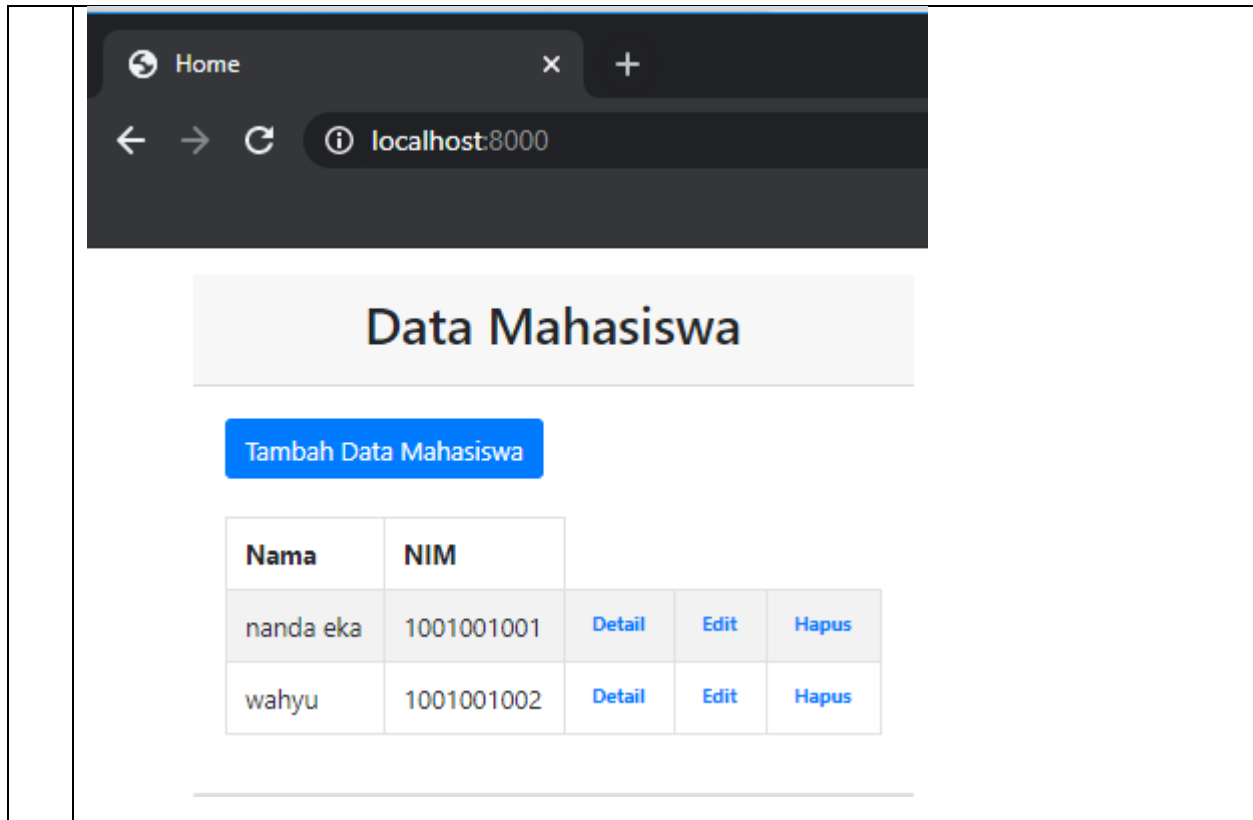 Home
localhost:8000
Data Mahasiswa
Tambah Data Mahasiswa
Nama NIM
nanda eka 1001001001 Detail Edit Hapus
wahyu 1001001002 Detail Edit Hapus